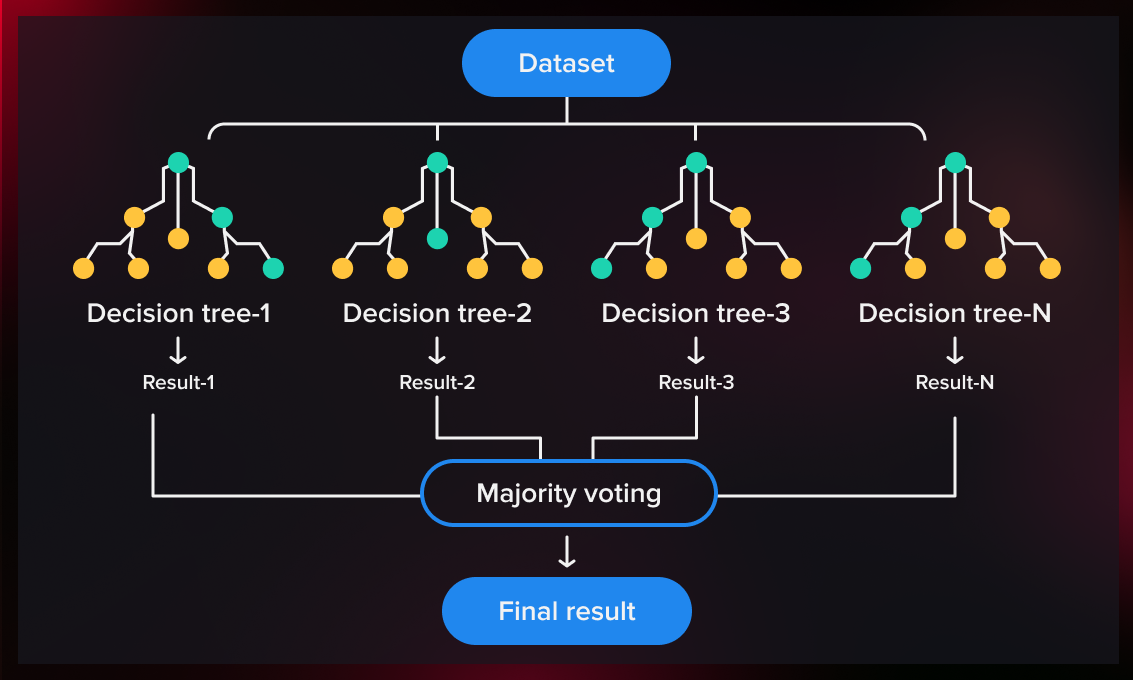 Dataset
Decision tree-1
Decision tree-2
Decision tree-3
Decision tree-N
Result-1
Result-2
Result-3
Result-N
Majority voting
Final result